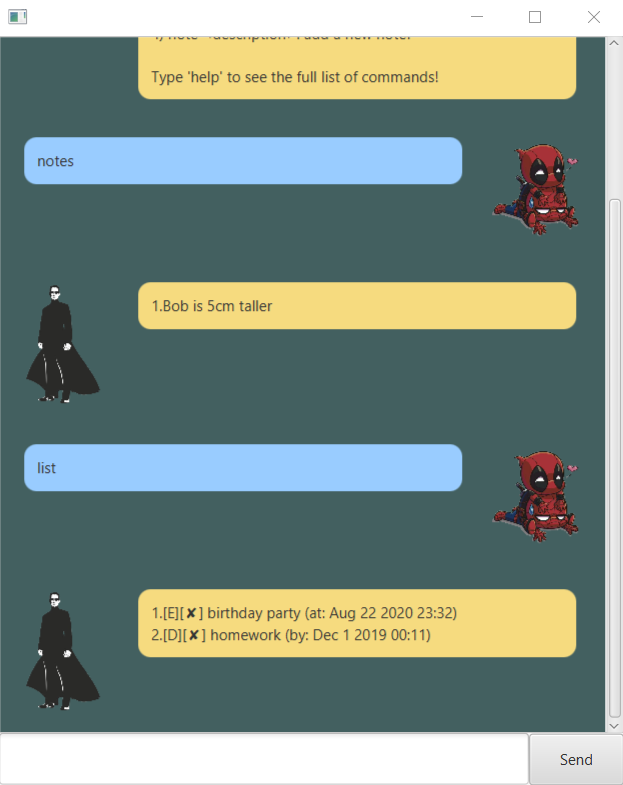 Type 'help' to see the full list of commands!
notes
1.Bob is 5cm taller
list
1.[E][✘] birthday party (at: Aug 22 2020 23:32)
2.[D][✘] homework (by: Dec 1 2019 00:11)
Send